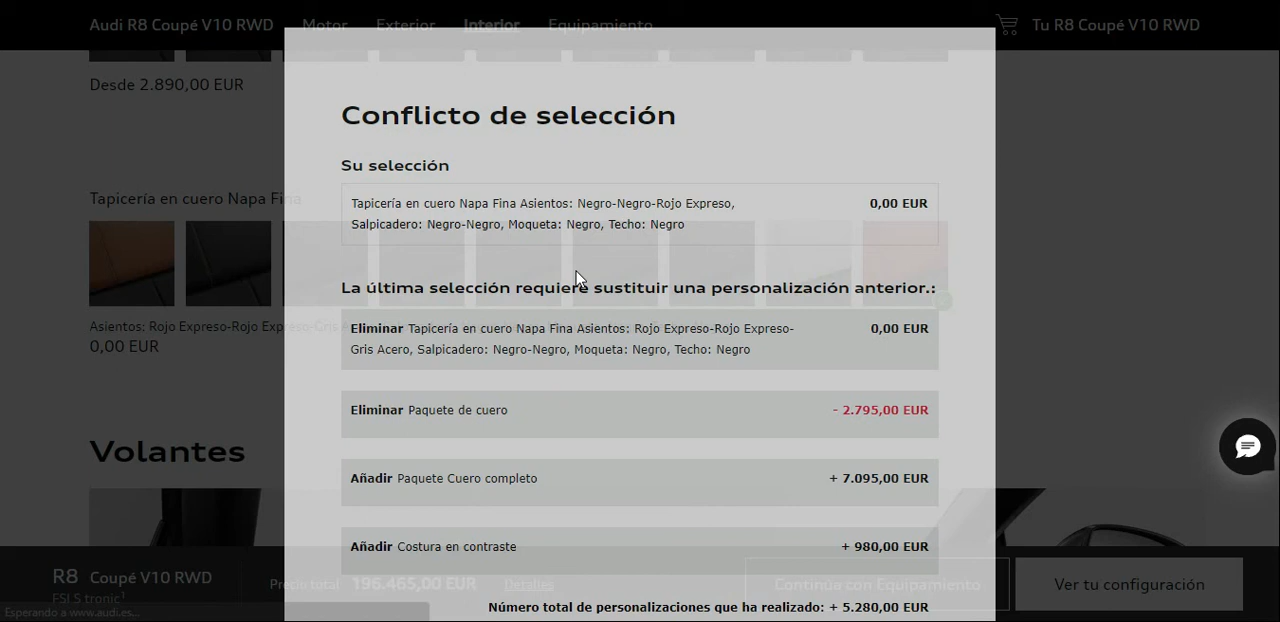 Audi R8 Coupé V10 RWD Motor Exterior Interior Equipamiento Tu R8 Coupé V10 RWD
Desde 2.890,00 EUR
Conflicto de selección
Su selección
Tapicería en cuero Napa Fina
Tapicería en cuero Napa Fina Asientos: Negro-Negro-Rojo Expreso, 0,00 EUR
Salpicadero: Negro-Negro, Moqueta: Negro, Techo: Negro
La última selección requiere sustituir una personalización anterior.:
Asientos: Rojo Expreso-Rojo Expreso-Gris
0,00 EUR
Eliminar Tapicería en cuero Napa Fina Asientos: Rojo Expreso-Rojo Expreso- 0,00 EUR
Gris Acero, Salpicadero: Negro-Negro, Moqueta: Negro, Techo: Negro
Eliminar Paquete de cuero - 2.795,00 EUR
Volantes
Añadir Paquete Cuero completo + 7.095,00 EUR
Añadir Costura en contraste + 980,00 EUR
Número total de personalizaciones que ha realizado: + 5.280,00 EUR
R8 Coupé V10 RWD Precio total 196.465,00 EUR Detalles Continúa con Equipamiento Ver tu configuración
FSI S tronic¹
Esperando a www.audi.es...